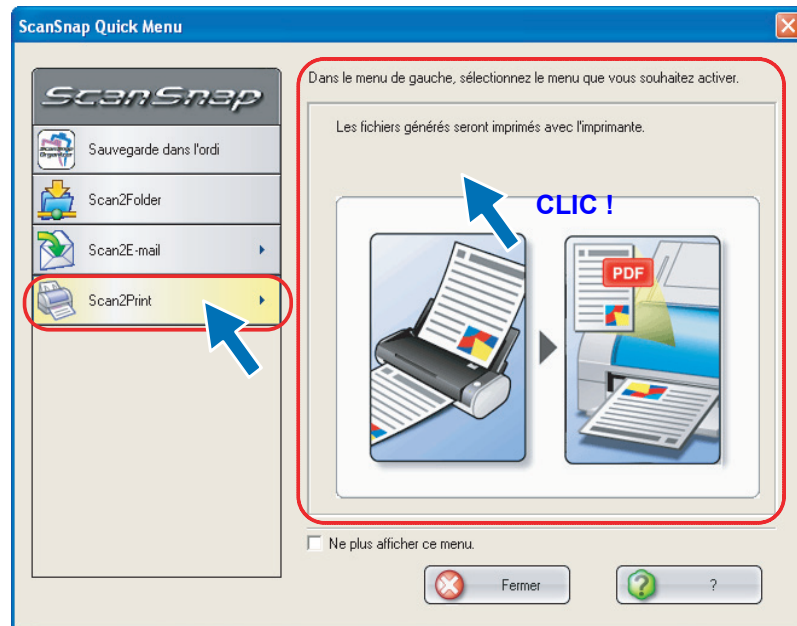 ScanSnap Quick Menu
ScanSnap
Sauvegarde dans l'ordi
Scan2Folder
Scan2E-mail
Scan2Print
Dans le menu de gauche, sélectionnez le menu que vous souhaitez activer.
Les fichiers générés seront imprimés avec l'imprimante.
CLIC !
PDF
Ne plus afficher ce menu.
Fermer
?